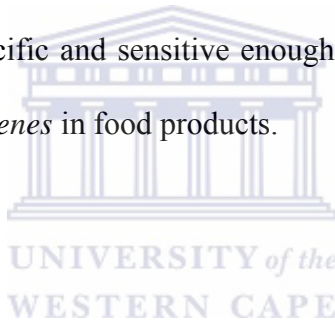 cific and sensitive enough
enes in food products.
UNIVERSITY of the
WESTERN CAPE